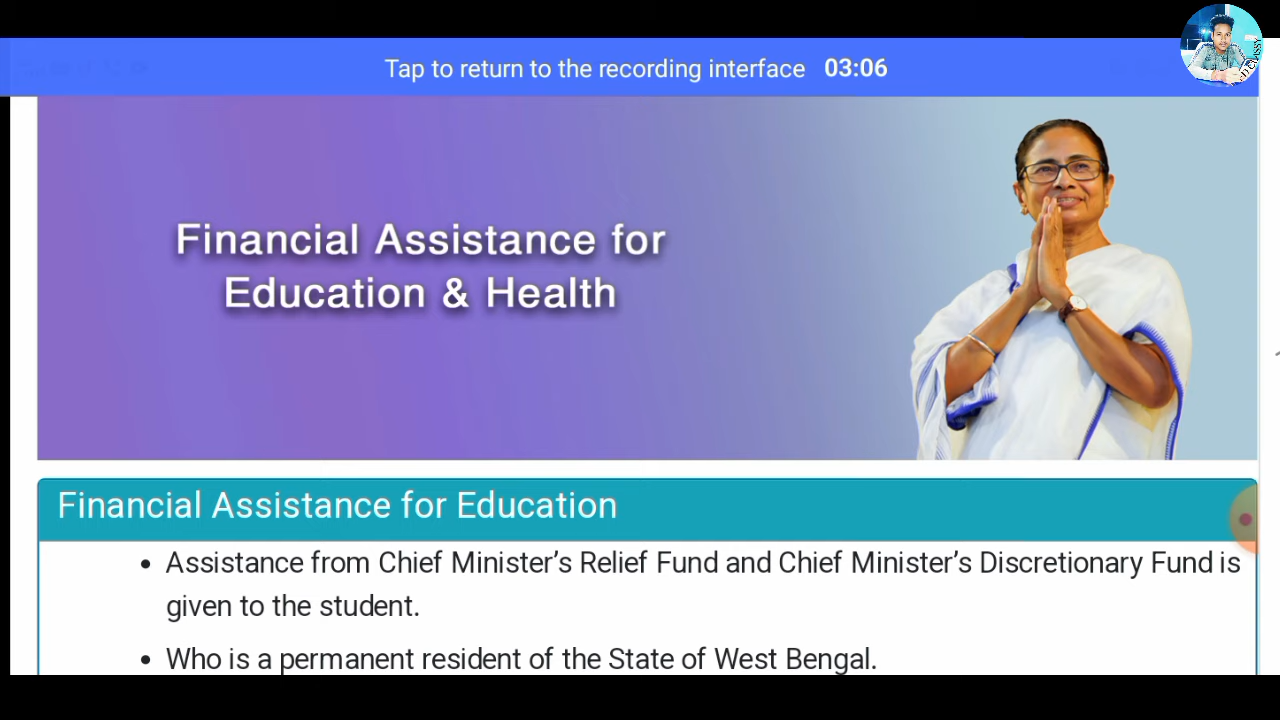 Tap to return to the recording interface 03:06
Financial Assistance for
Education & Health
Financial Assistance for Education
• Assistance from Chief Minister’s Relief Fund and Chief Minister’s Discretionary Fund is
given to the student.
• Who is a permanent resident of the State of West Bengal.